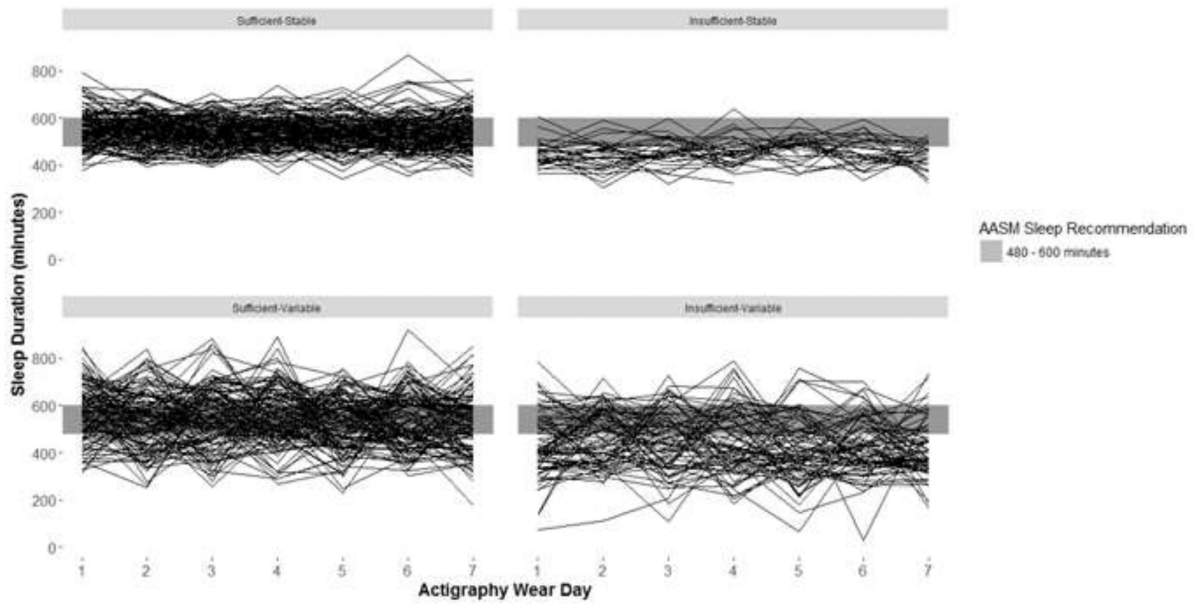 Sufficient-Stable
Insufficient-Stable
800
600
400
200
0
AASM Sleep Recommendation
480 - 600 minutes
Sleep Duration (minutes)
Sufficient-Variable
Insufficient-Variable
800
600
400
200
0
1 2 3 4 5 6 7
1 2 3 4 5 6 7
Actigraphy Wear Day